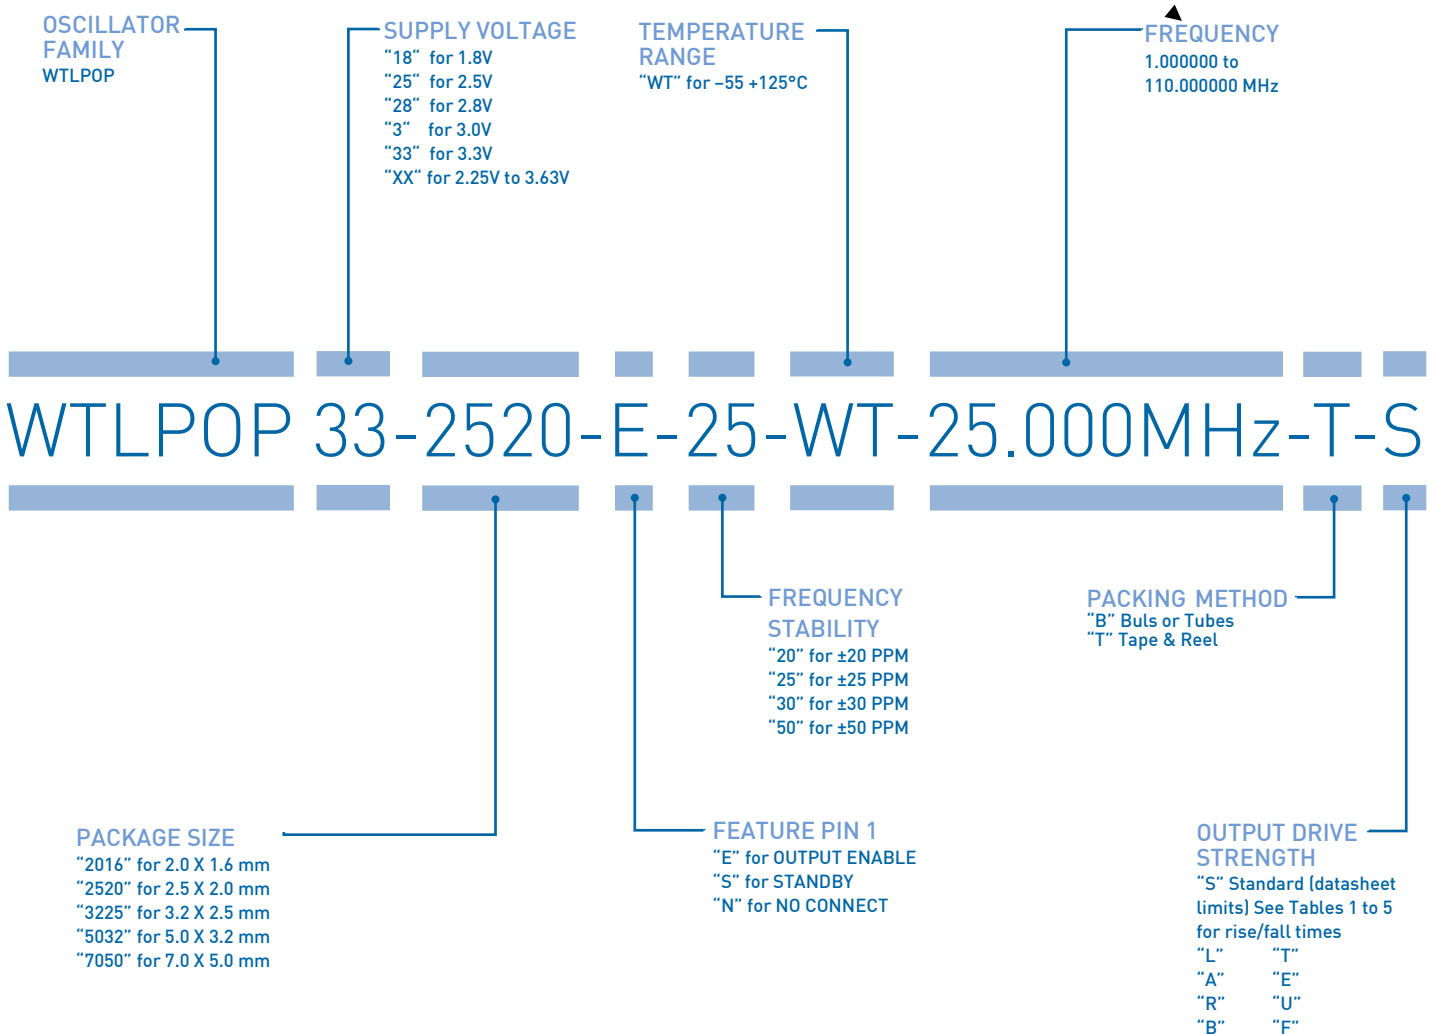 OSCILLATOR
FAMILY
WTLPOP
SUPPLY VOLTAGE
“18“ for 1.8V
“25“ for 2.5V
“28“ for 2.8V
“3“ for 3.0V
“33“ for 3.3V
“XX“ for 2.25V to 3.63V
TEMPERATURE
RANGE
“WT” for –55 +125°C
FREQUENCY
1.000000 to
110.000000 MHz
WTLPOP 33-2520-E-25-WT-25.000MHz-T-S
FREQUENCY
STABILITY
“20” for ±20 PPM
“25” for ±25 PPM
“30” for ±30 PPM
“50” for ±50 PPM
PACKING METHOD
“B” Buls or Tubes
“T” Tape & Reel
PACKAGE SIZE
“2016” for 2.0 X 1.6 mm
“2520” for 2.5 X 2.0 mm
“3225” for 3.2 X 2.5 mm
“5032” for 5.0 X 3.2 mm
“7050” for 7.0 X 5.0 mm
FEATURE PIN 1
“E” for OUTPUT ENABLE
“S” for STANDBY
“N” for NO CONNECT
OUTPUT DRIVE
STRENGTH
“S” Standard (datasheet
limits) See Tables 1 to 5
for rise/fall times
“L” “T”
“A” “E”
“R” “U”
“B” “F”